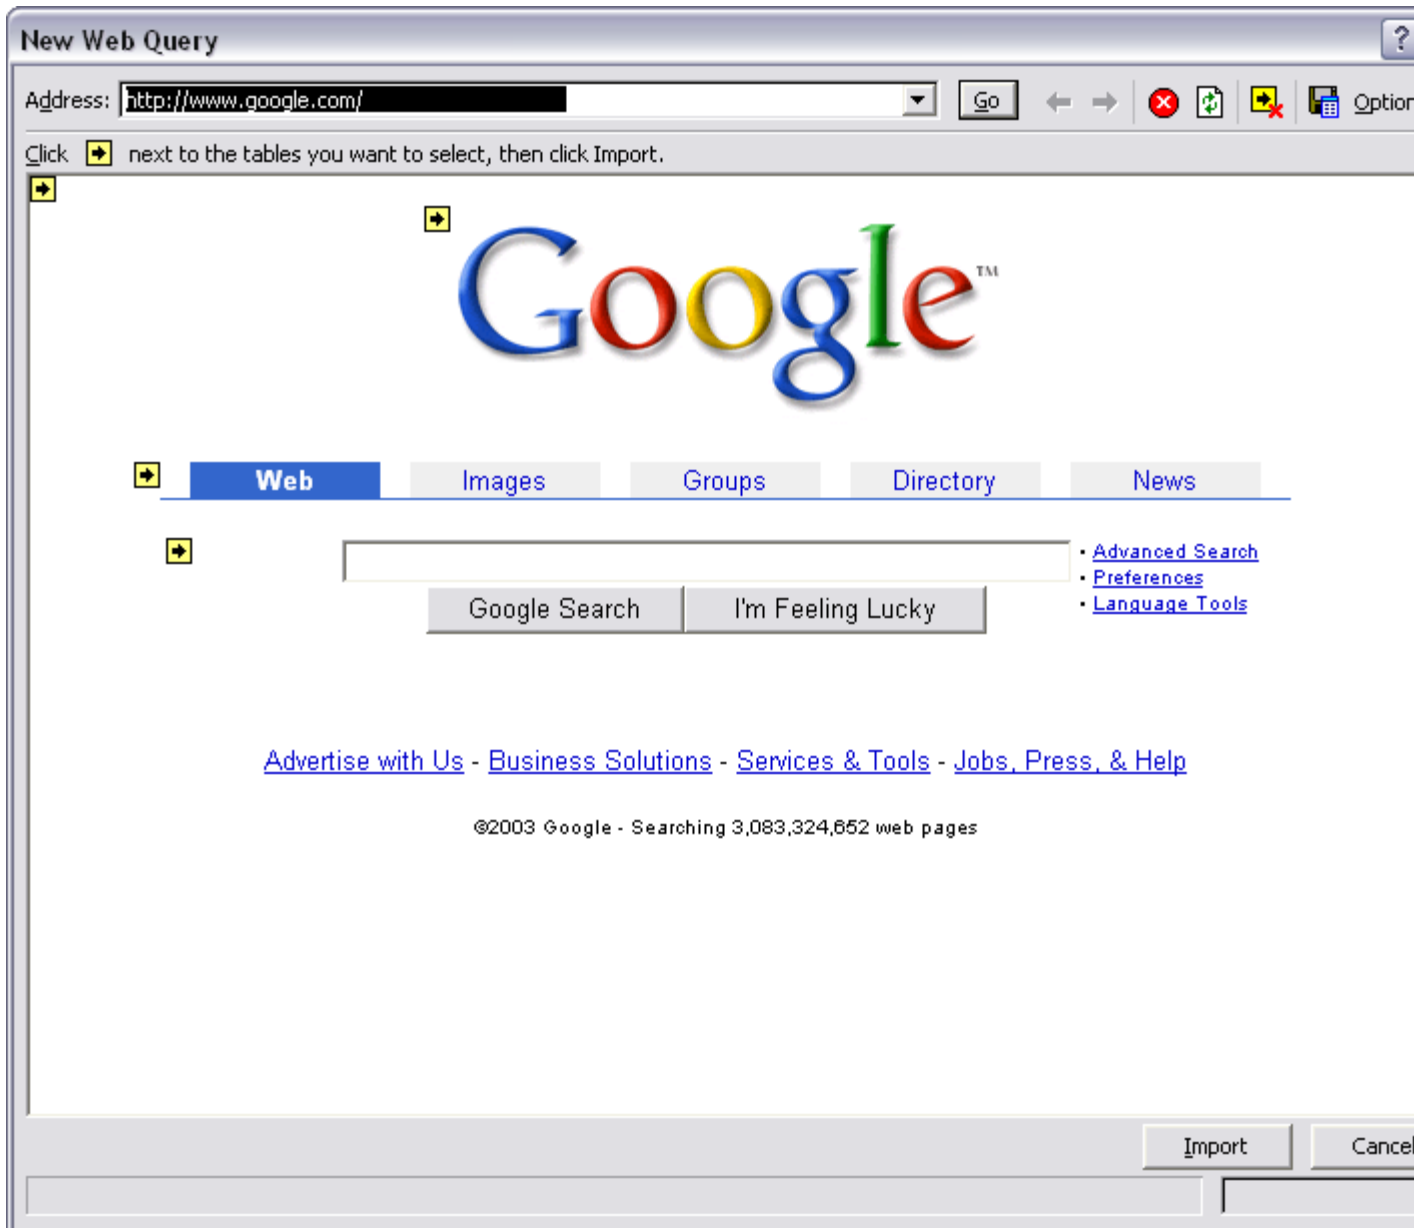 New Web Query
?
Address: http://www.google.com/ Go Option
Click next to the tables you want to select, then click Import.
Google™
Web Images Groups Directory News
• Advanced Search
• Preferences
• Language Tools
Google Search I'm Feeling Lucky
Advertise with Us - Business Solutions - Services & Tools - Jobs, Press, & Help
©2003 Google - Searching 3,083,324,652 web pages
Import Cancel